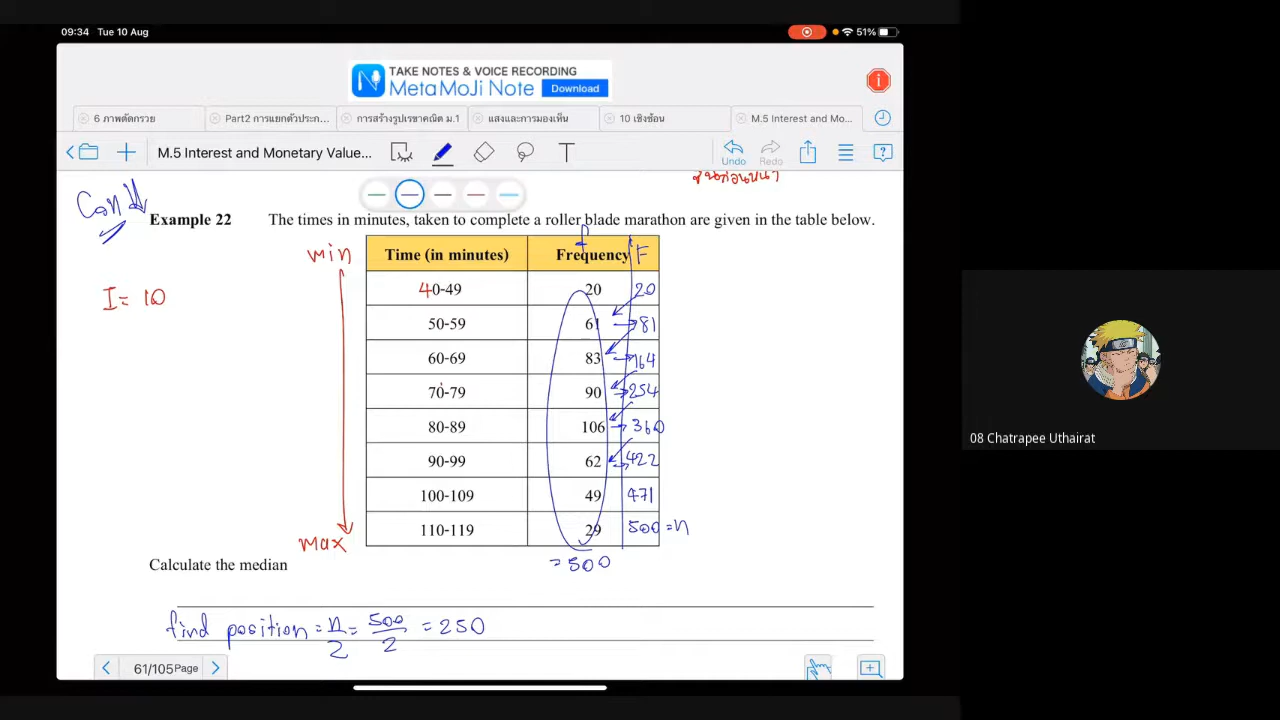 09:34 Tue 10 Aug
51%
TAKE NOTES & VOICE RECORDING
MetaMoJi Note Download
6 ภาพตัดกรวย
Part2 การแยกตัวประก...
การสร้างรูปเรขาคณิต ม.1
แสงและการมองเห็น
10 เชิงซ้อน
M.5 Interest and Mo...
M.5 Interest and Monetary Value...
T
Undo
Redo
Example 22 The times in minutes, taken to complete a roller blade marathon are given in the table below.
f
min Time (in minutes) Frequency F
I = 10 40-49 20 20
50-59 61 81
60-69 83 164
70-79 90 254
80-89 106 360
90-99 62 422
100-109 49 471
110-119 29 500 = n
max
= 500
Calculate the median
find position = n/2 = 500/2 = 250
61/105Page
08 Chatrapee Uthairat